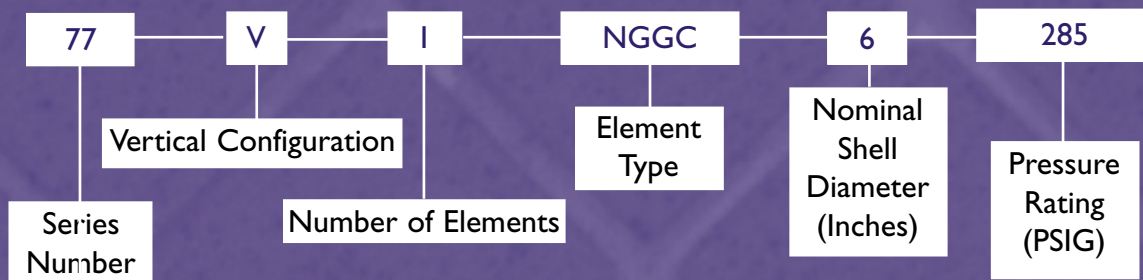 77 V I NGGC 6 285
Vertical Configuration
Series
Number
Number of Elements
Element
Type
Nominal
Shell
Diameter
(Inches)
Pressure
Rating
(PSIG)